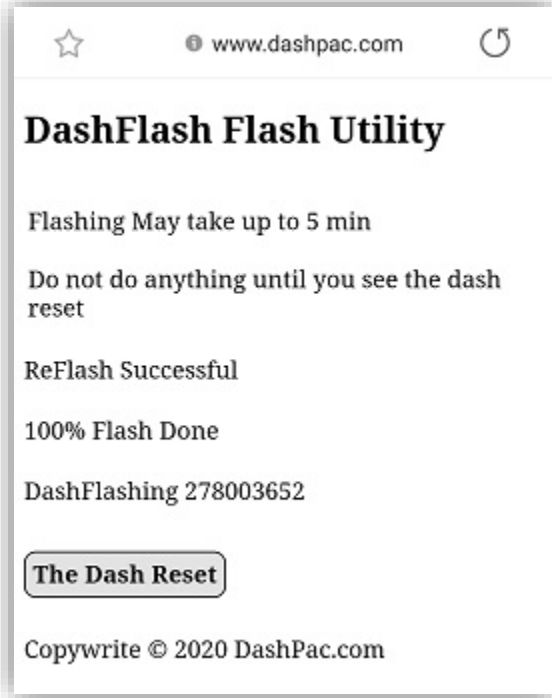 www.dashpac.com
DashFlash Flash Utility
Flashing May take up to 5 min
Do not do anything until you see the dash
reset
ReFlash Successful
100% Flash Done
DashFlashing 278003652
The Dash Reset
Copywrite © 2020 DashPac.com